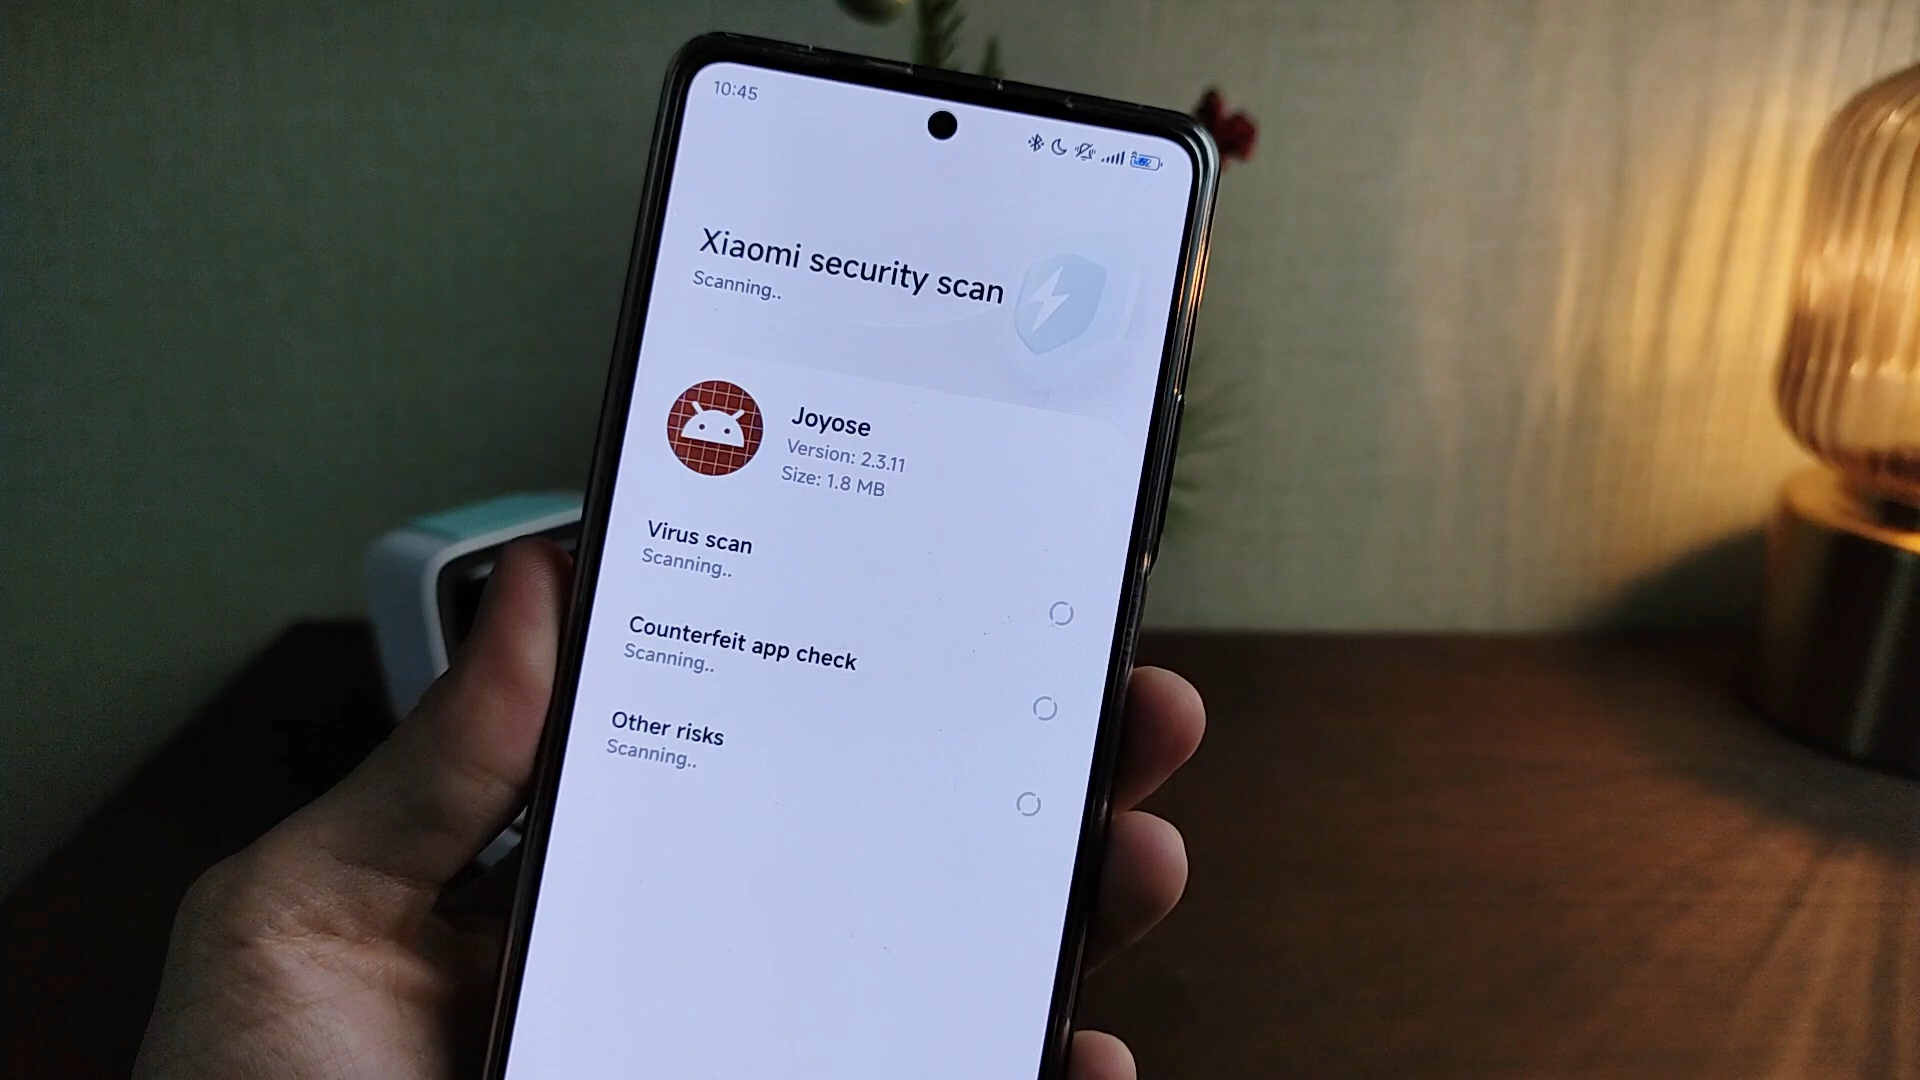 10:45
Xiaomi security scan
Scanning..
Joyose
Version: 2.3.11
Size: 1.8 MB
Virus scan
Scanning..
Counterfeit app check
Scanning..
Other risks
Scanning..